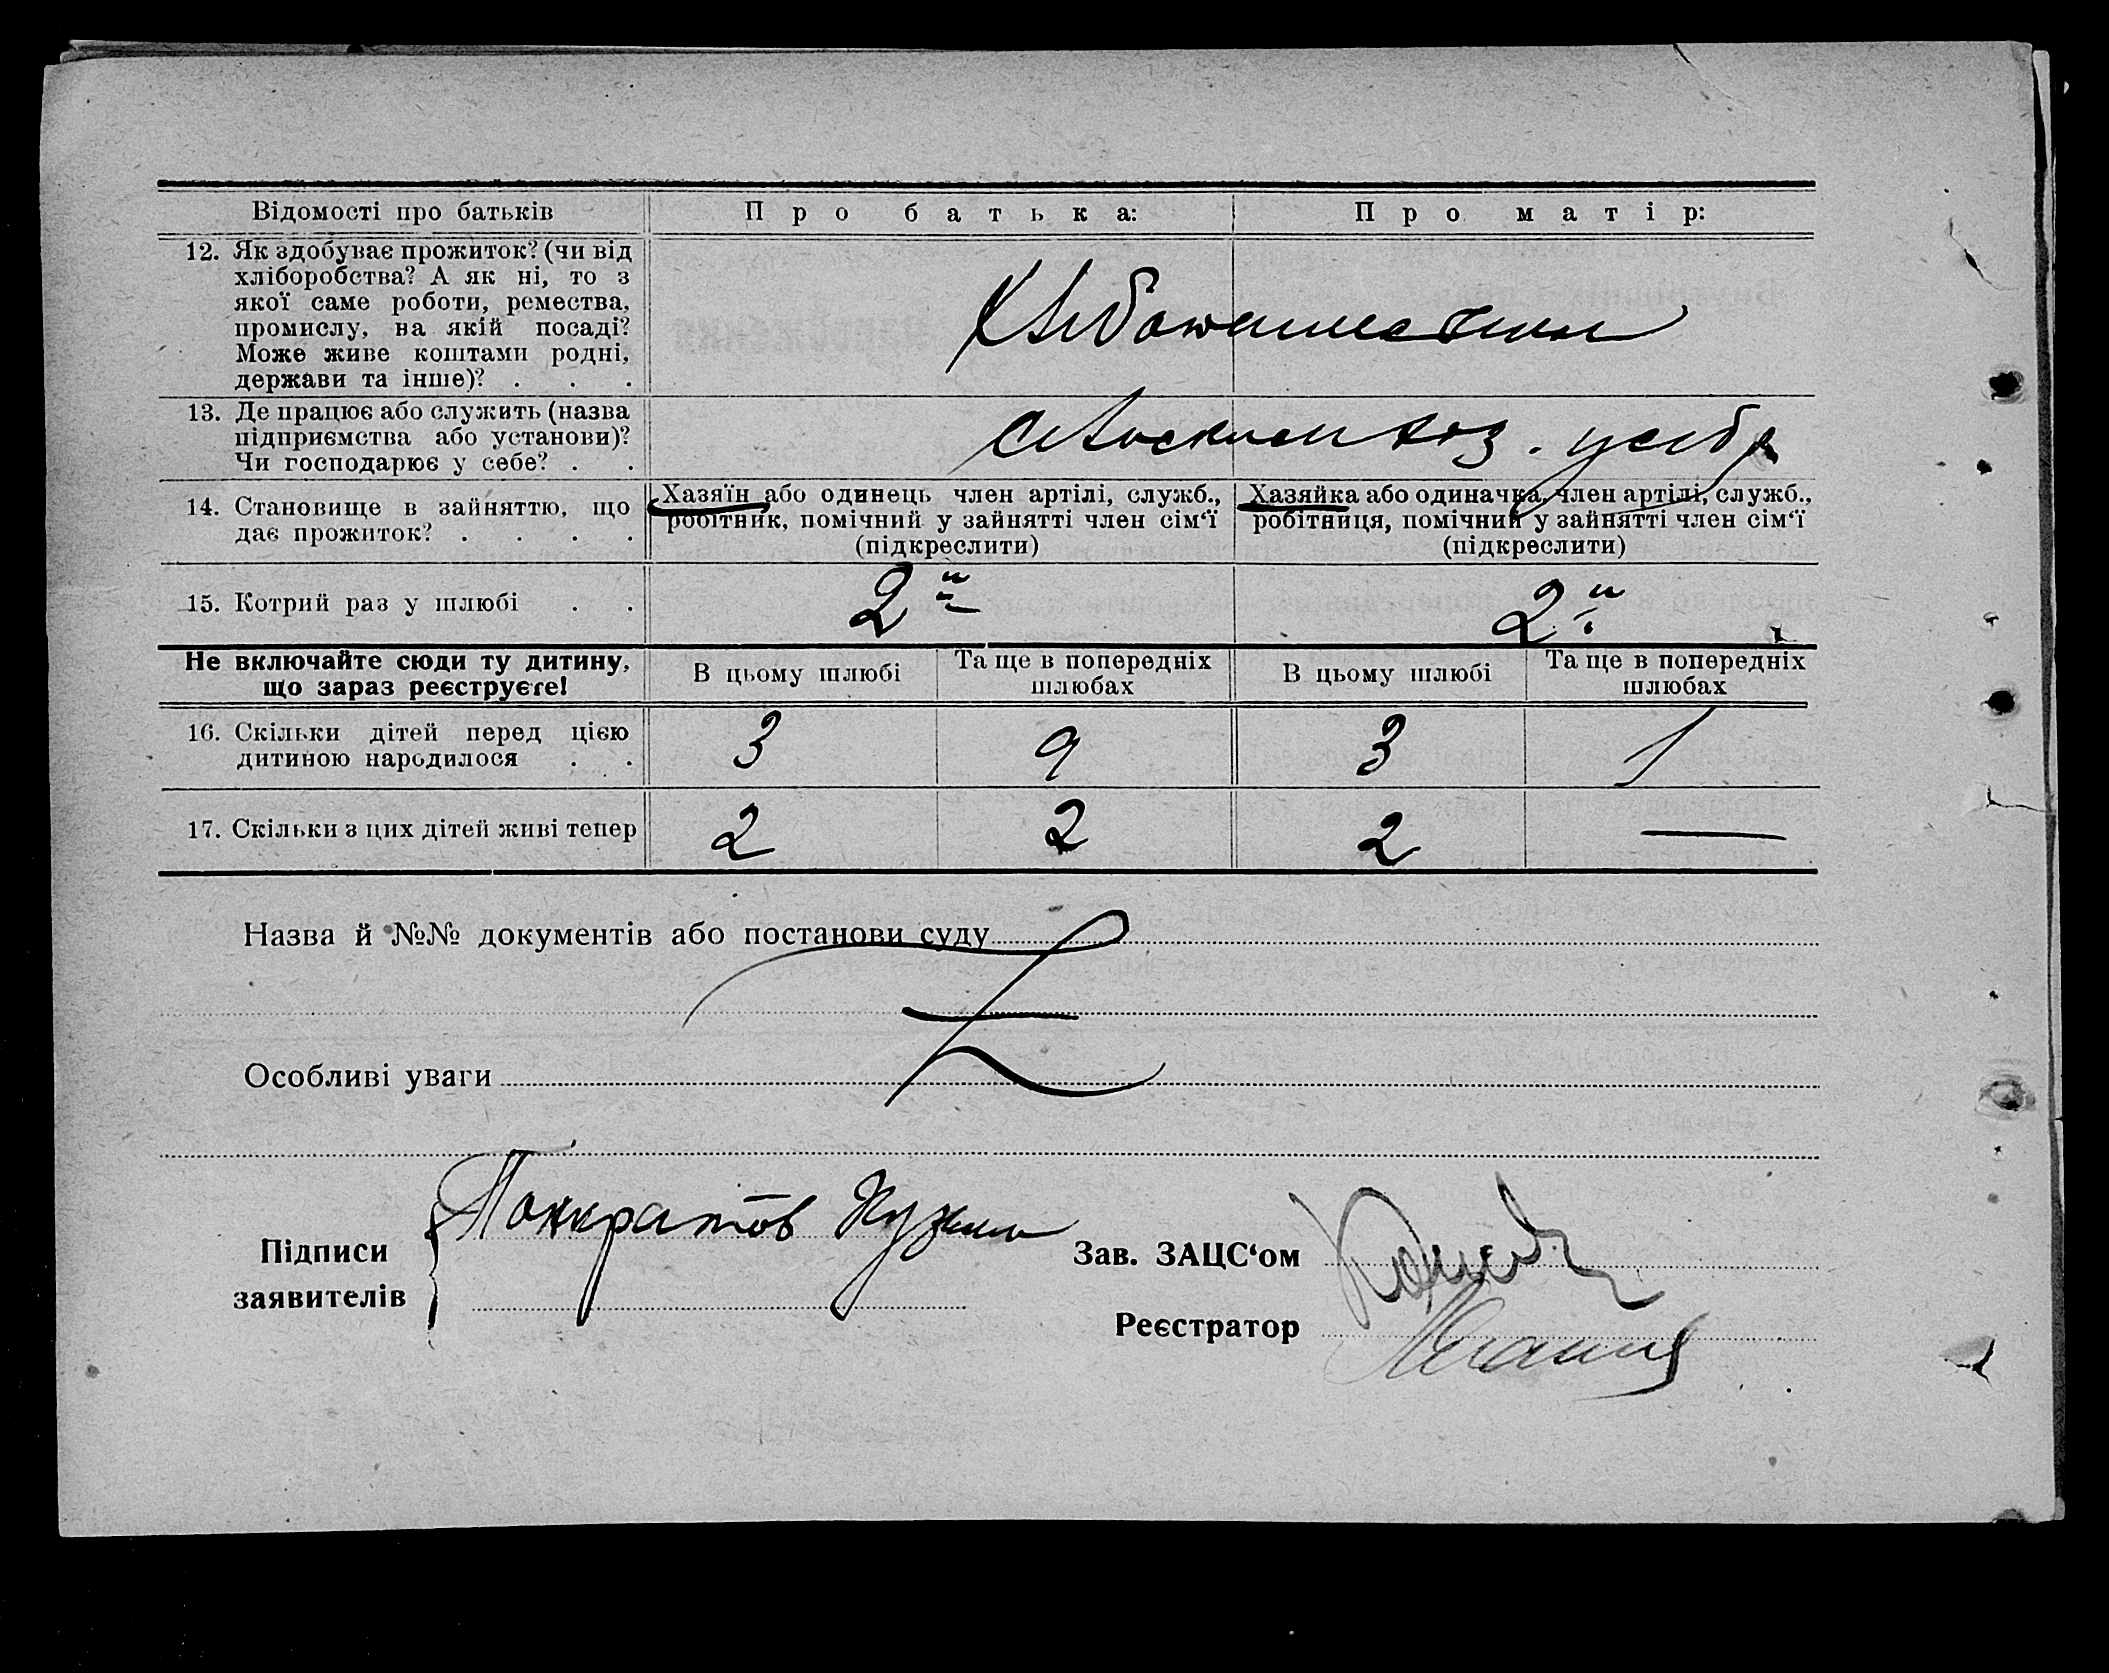 Відомості про батьків
Про батька:
Про матір:
12. Як здобуває прожиток? (чи від
хліборобства? А як ні, то з
якої саме роботи, ремества,
промислу, на якій посаді?
Може живе коштами родні,
держави та інше)? . . .
Хлебопашеством
13. Де працює або служить (назва
підприємства або установи)?
Чи господарює у себе? . .
14. Становище в зайняттю, що
дає прожиток? . . . .
Хазяїн або одинець член артілі, служб.,
робітник, помічний у зайнятті член сім‘ї
(підкреслити)
Хазяйка або одиначка, член артілі, служб.,
робітниця, помічний у зайнятті член сім‘ї
(підкреслити)
15. Котрий раз у шлюбі . .
2й
2й
Не включайте сюди ту дитину,
що зараз реєструєте!
В цьому шлюбі
Та ще в попередніх
шлюбах
В цьому шлюбі
Та ще в попередніх
шлюбах
16. Скільки дітей перед цією
дитиною народилося . .
3
9
3
1
17. Скільки з цих дітей живі тепер
2
2
2
—
Назва й №№ документів або постанови суду
Особливі уваги
Підписи
заявителів
Понкратов Кузьма
Зав. ЗАЦС‘ом
Реєстратор